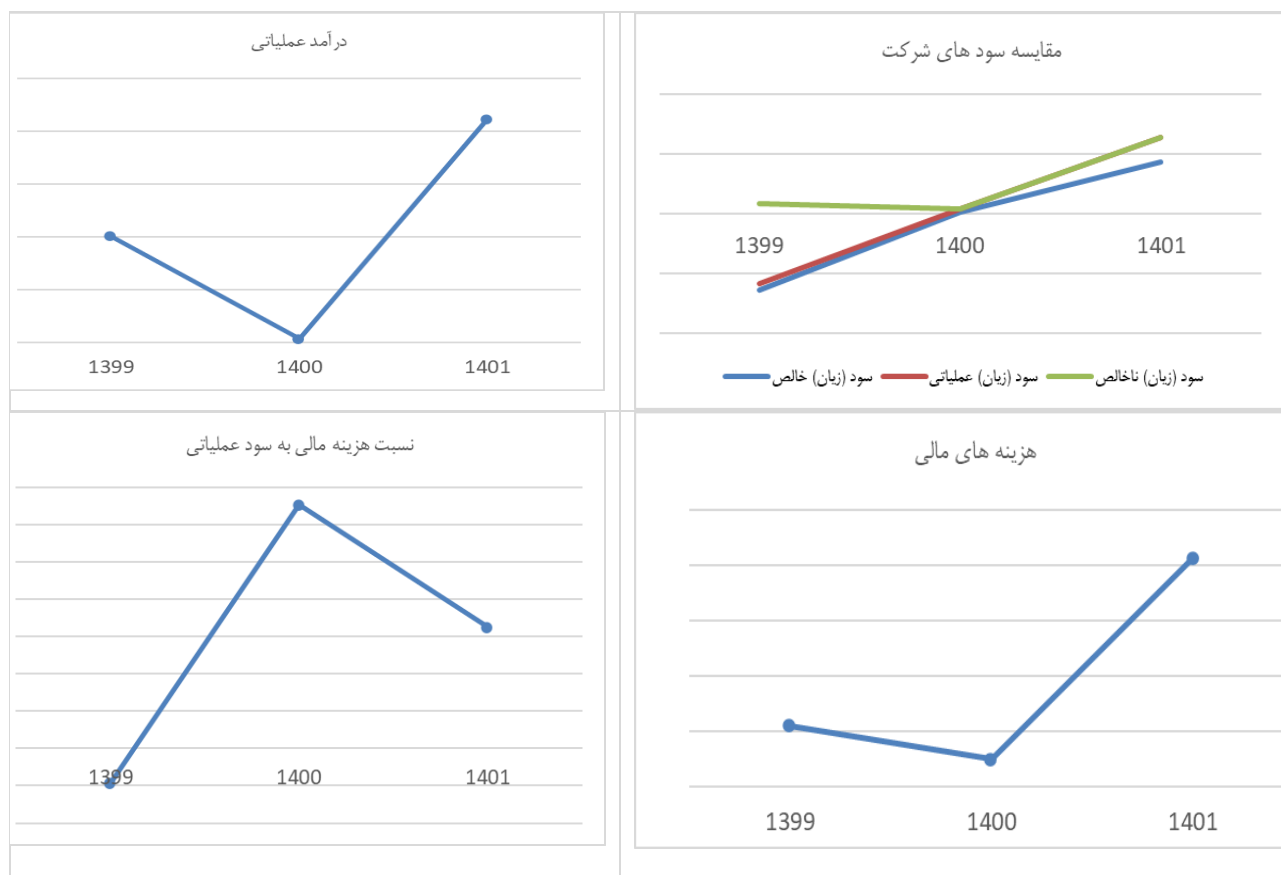 مقایسه سود های شرکت
1399 1400 1401
سود (زیان) خالص سود (زیان) عملیاتی سود (زیان) ناخالص
درآمد عملیاتی
1399 1400 1401
هزینه های مالی
1399 1400 1401
نسبت هزینه مالی به سود عملیاتی
1399 1400 1401